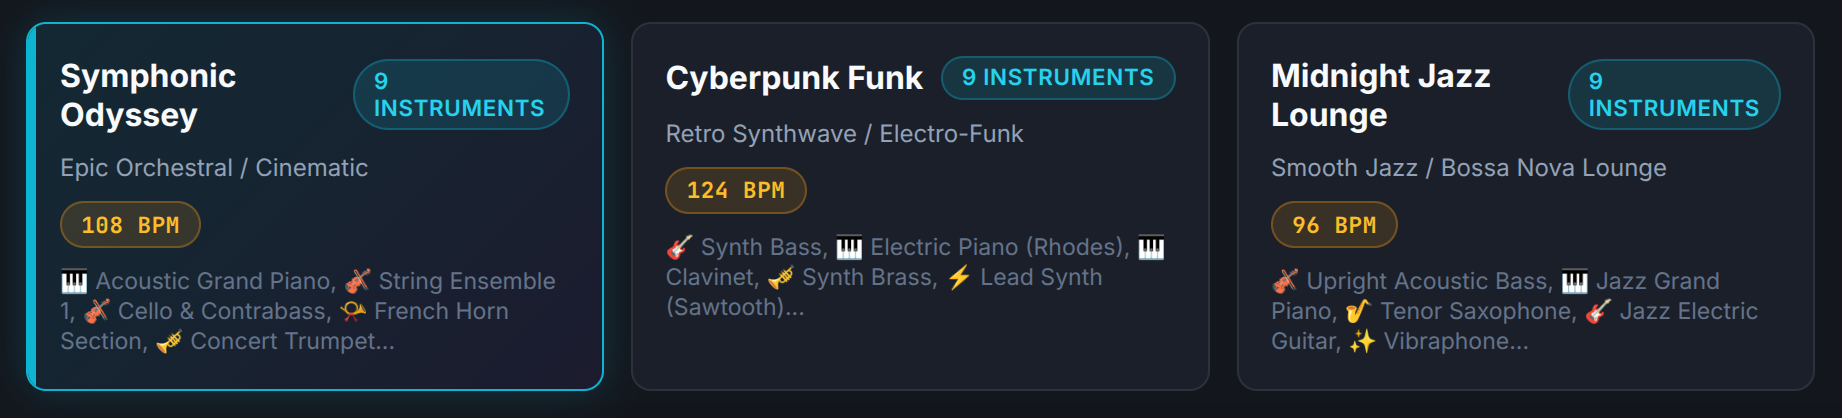 Symphonic
Odyssey
9
INSTRUMENTS
Epic Orchestral / Cinematic
108 BPM
🎹 Acoustic Grand Piano, 🎻 String Ensemble
1, 🎻 Cello & Contrabass, 📯 French Horn
Section, 🎺 Concert Trumpet...
Cyberpunk Funk
9 INSTRUMENTS
Retro Synthwave / Electro-Funk
124 BPM
🎸 Synth Bass, 🎹 Electric Piano (Rhodes), 🎹
Clavinet, 🎺 Synth Brass, ⚡ Lead Synth
(Sawtooth)...
Midnight Jazz
Lounge
9
INSTRUMENTS
Smooth Jazz / Bossa Nova Lounge
96 BPM
🎻 Upright Acoustic Bass, 🎹 Jazz Grand
Piano, 🎷 Tenor Saxophone, 🎸 Jazz Electric
Guitar, ✨ Vibraphone...